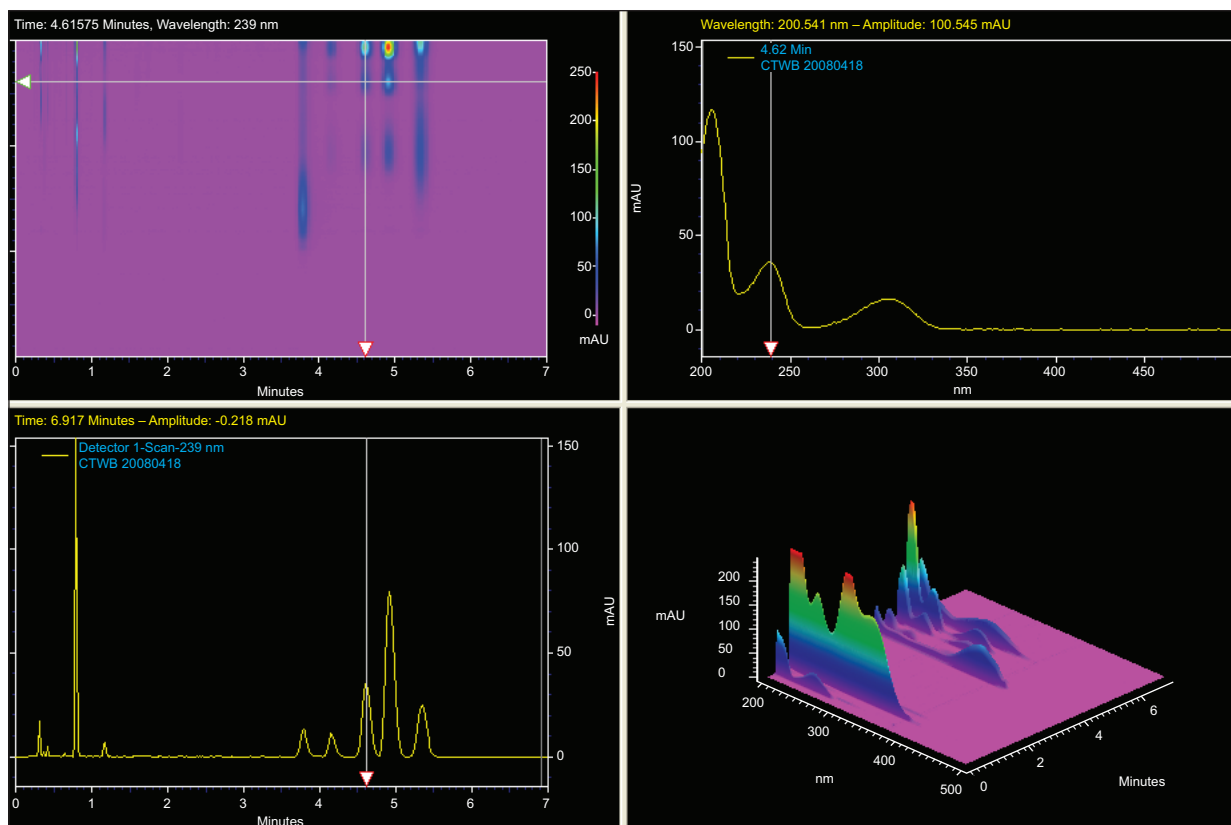 Time: 4.61575 Minutes, Wavelength: 239 nm
250
200
150
100
50
0
mAU
0 1 2 3 4 5 6 7
Minutes
Wavelength: 200.541 nm – Amplitude: 100.545 mAU
4.62 Min
CTWB 20080418
150
100
50
0
mAU
200 250 300 350 400 450
nm
Time: 6.917 Minutes – Amplitude: -0.218 mAU
Detector 1-Scan-239 nm
CTWB 20080418
150
100
50
0
mAU
0 1 2 3 4 5 6 7
Minutes
mAU
200
150
100
50
0
200
300
400
500
nm
0
2
4
6
Minutes